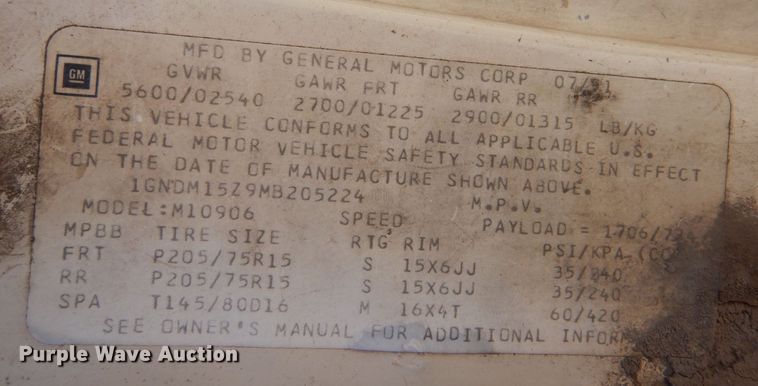 MFD BY GENERAL MOTORS CORP 07/91
GM
GVWR GAWR FRT GAWR RR
5600/02540 2700/01225 2900/01315 LB/KG
THIS VEHICLE CONFORMS TO ALL APPLICABLE U.S.
FEDERAL MOTOR VEHICLE SAFETY STANDARDS IN EFFECT
ON THE DATE OF MANUFACTURE SHOWN ABOVE.
1GNDM15Z9MB205224 M.P.V.
MODEL:M10906 SPEED PAYLOAD = 1706/
MPBB TIRE SIZE RTG RIM PSI/KPA
FRT P205/75R15 S 15X6JJ 35/240
RR P205/75R15 S 15X6JJ 35/240
SPA T145/80D16 M 16X4T 60/420
SEE OWNER'S MANUAL FOR ADDITIONAL INFOR
Purple Wave Auction